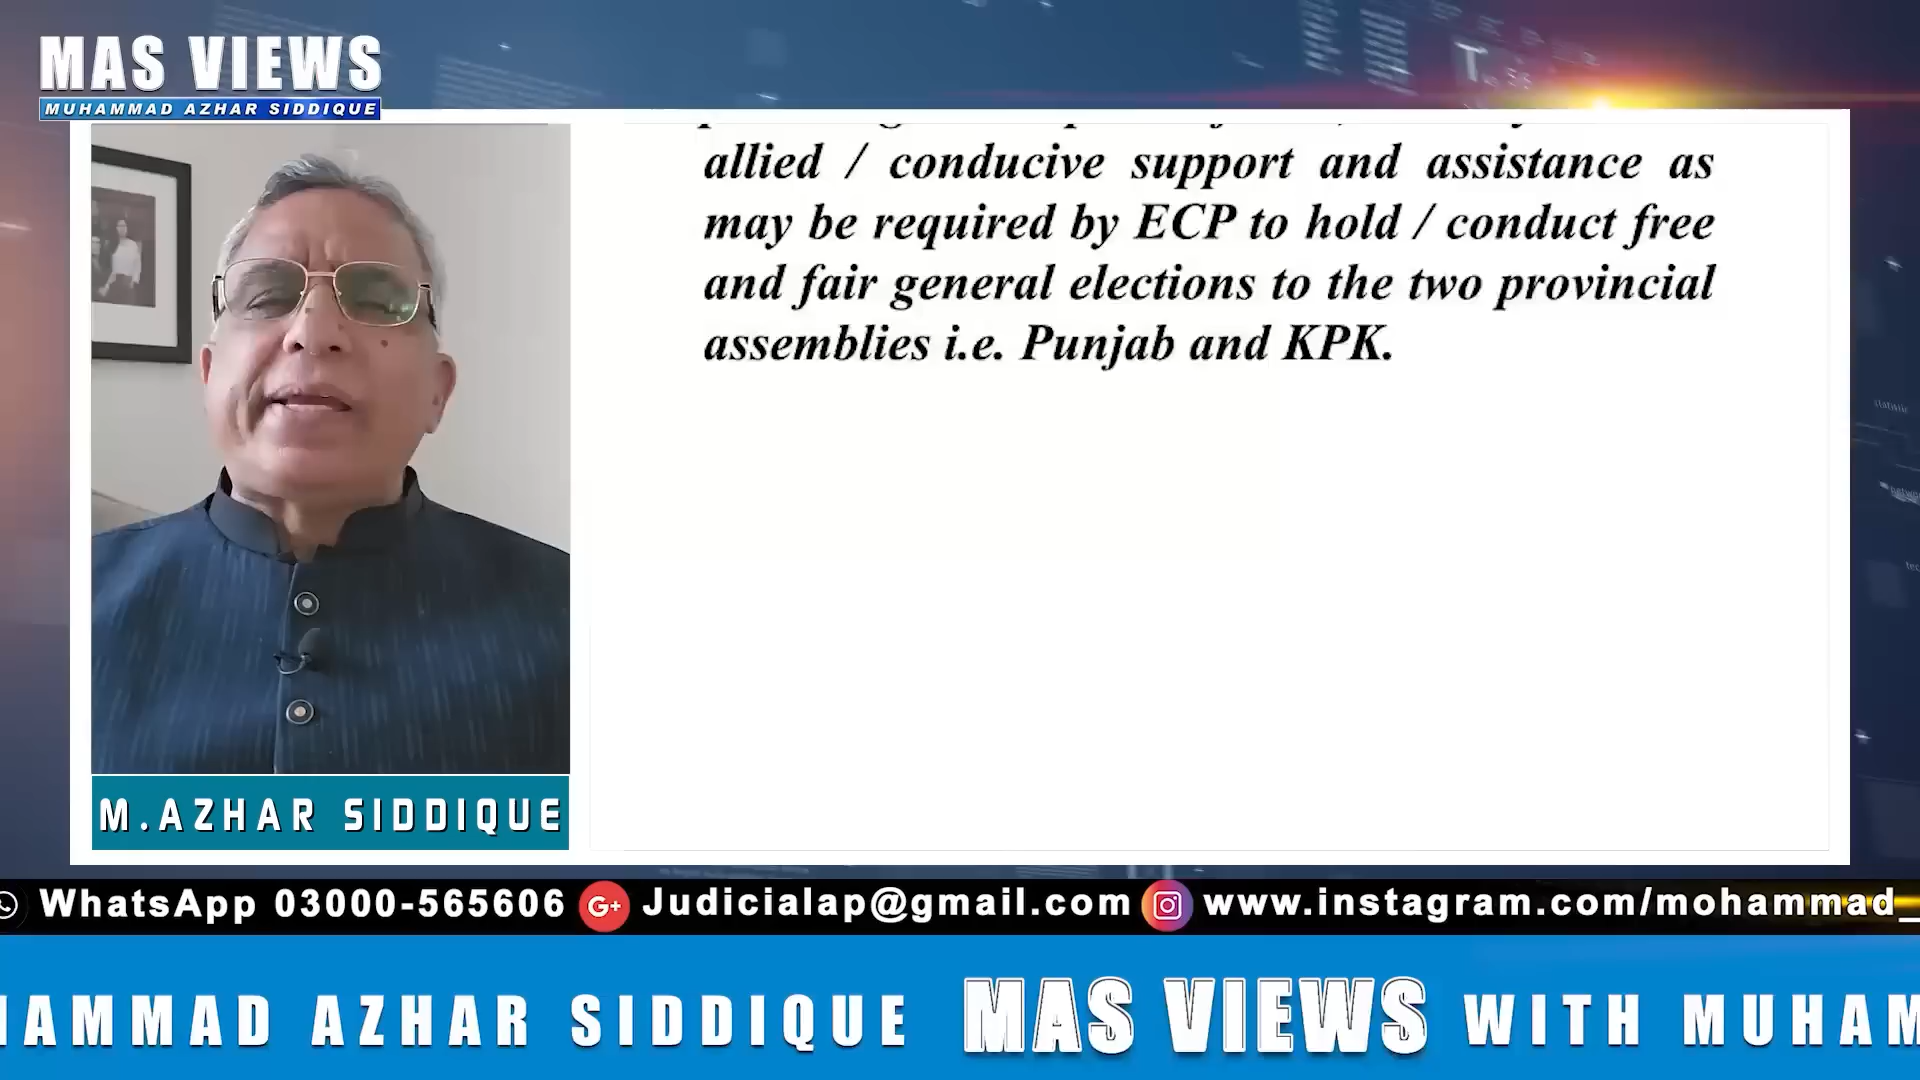 MAS VIEWS
MUHAMMAD AZHAR SIDDIQUE
allied / conducive support and assistance as
may be required by ECP to hold / conduct free
and fair general elections to the two provincial
assemblies i.e. Punjab and KPK.
M.AZHAR SIDDIQUE
WhatsApp 03000-565606 G+ Judicialap@gmail.com www.instagram.com/mohammad_
HAMMAD AZHAR SIDDIQUE MAS VIEWS WITH MUHAM